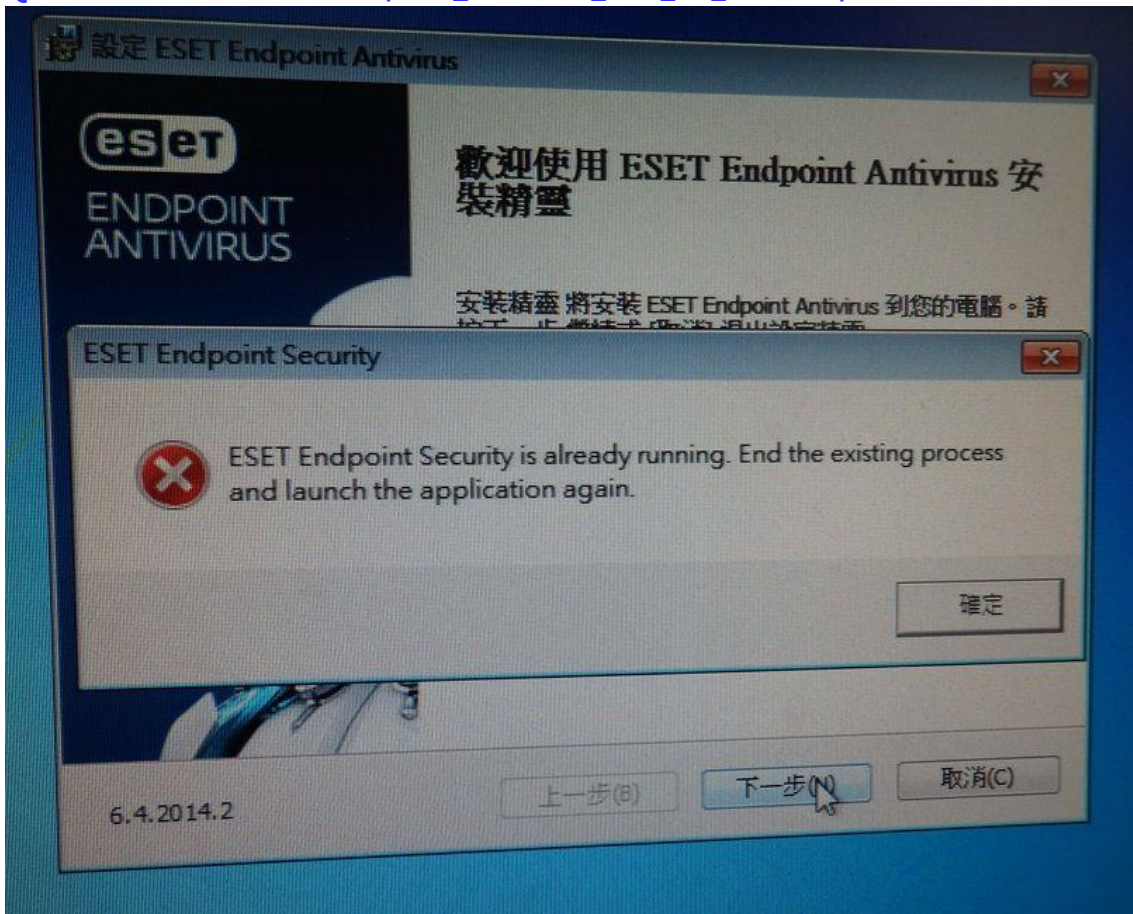 設定 ESET Endpoint Antivirus
eset
ENDPOINT
ANTIVIRUS
歡迎使用 ESET Endpoint Antivirus 安
裝精靈
安裝精靈 將安裝 ESET Endpoint Antivirus 到您的電腦。請
ESET Endpoint Security
ESET Endpoint Security is already running. End the existing process
and launch the application again.
確定
6.4.2014.2
上一步(B)
下一步(N)
取消(C)